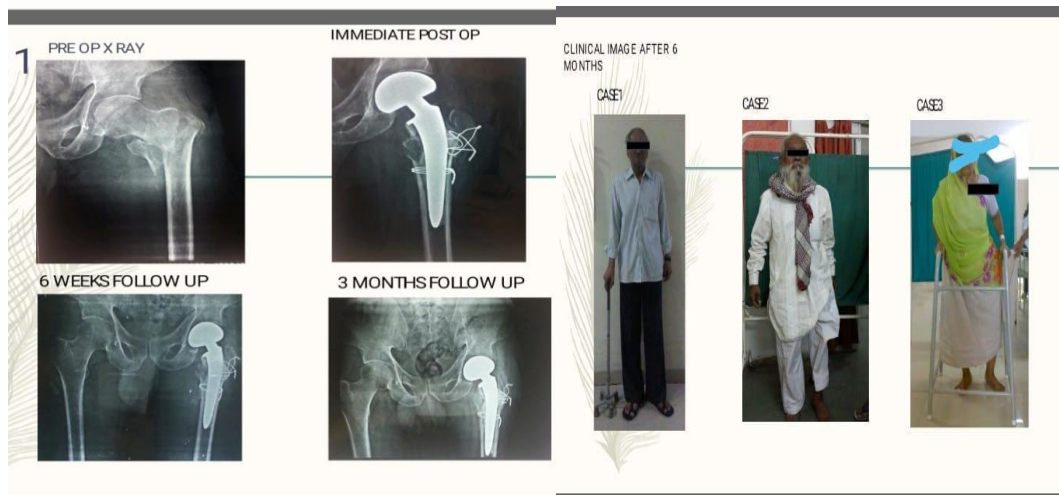 1
PRE OP X RAY
IMMEDIATE POST OP
6 WEEKS FOLLOW UP
3 MONTHS FOLLOW UP
CLINICAL IMAGE AFTER 6
MONTHS
CASE1
CASE2
CASE3